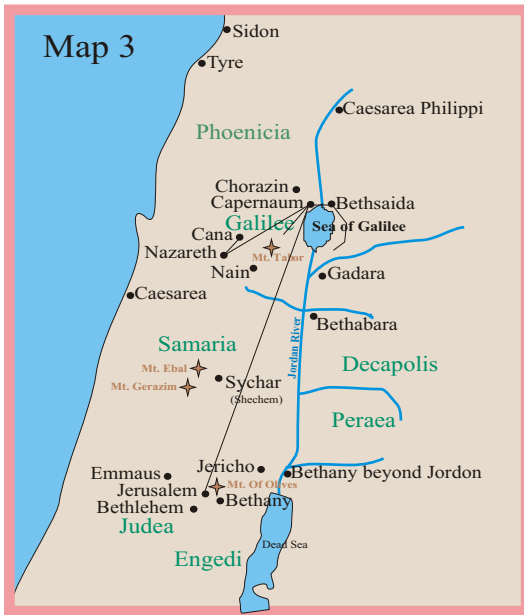 Map 3
Sidon
Tyre
Caesarea Philippi
Phoenicia
Chorazin
Capernaum
Bethsaida
Galilee
Sea of Galilee
Cana
Nazareth
Mt. Tabor
Nain
Gadara
Caesarea
Bethabara
Samaria
Jordan River
Decapolis
Mt. Ebal
Mt. Gerazim
Sychar
(Shechem)
Peraea
Jericho
Bethany beyond Jordon
Emmaus
Mt. Of Olives
Jerusalem
Bethany
Bethlehem
Judea
Dead Sea
Engedi